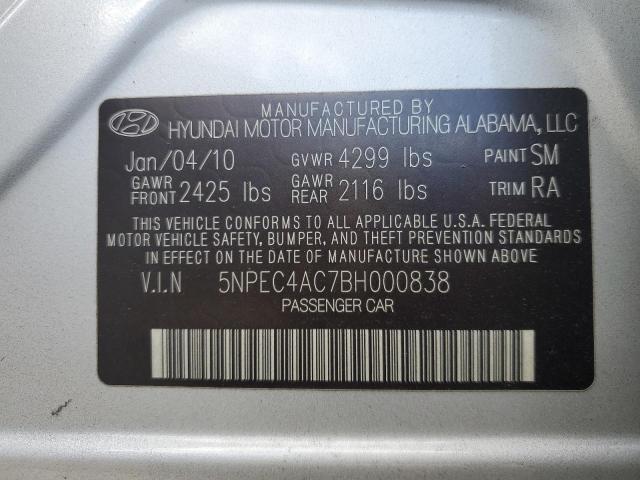 MANUFACTURED BY
HYUNDAI MOTOR MANUFACTURING ALABAMA, LLC
Jan/04/10 GVWR 4299 lbs PAINT SM
GAWR FRONT 2425 lbs GAWR REAR 2116 lbs TRIM RA
THIS VEHICLE CONFORMS TO ALL APPLICABLE U.S.A. FEDERAL
MOTOR VEHICLE SAFETY, BUMPER, AND THEFT PREVENTION STANDARDS
IN EFFECT ON THE DATE OF MANUFACTURE SHOWN ABOVE
V.I.N 5NPEC4AC7BH000838
PASSENGER CAR